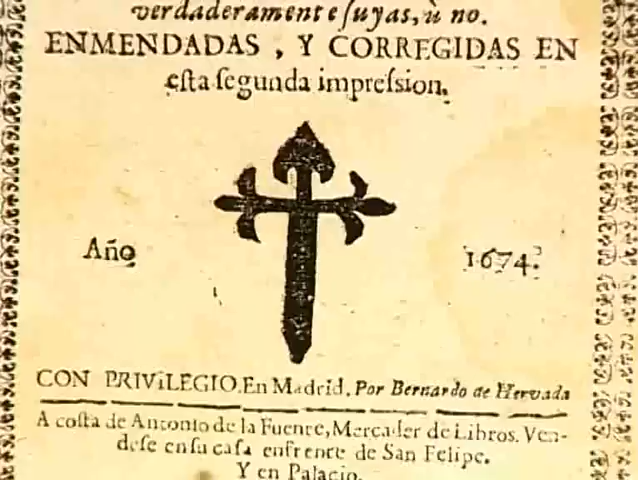 verdaderamente ſuyas, ù no.
ENMENDADAS , Y CORREGIDAS EN
eſta ſegunda impreſsion.
Año 1674.
CON PRIVILEGIO. En Madrid. Por Bernardo de Hervada
A coſta de Antonio de la Fuente, Mercader de Libros. Ven-
deſe en ſu caſa enfrente de San Felipe.
Y en Palacio.